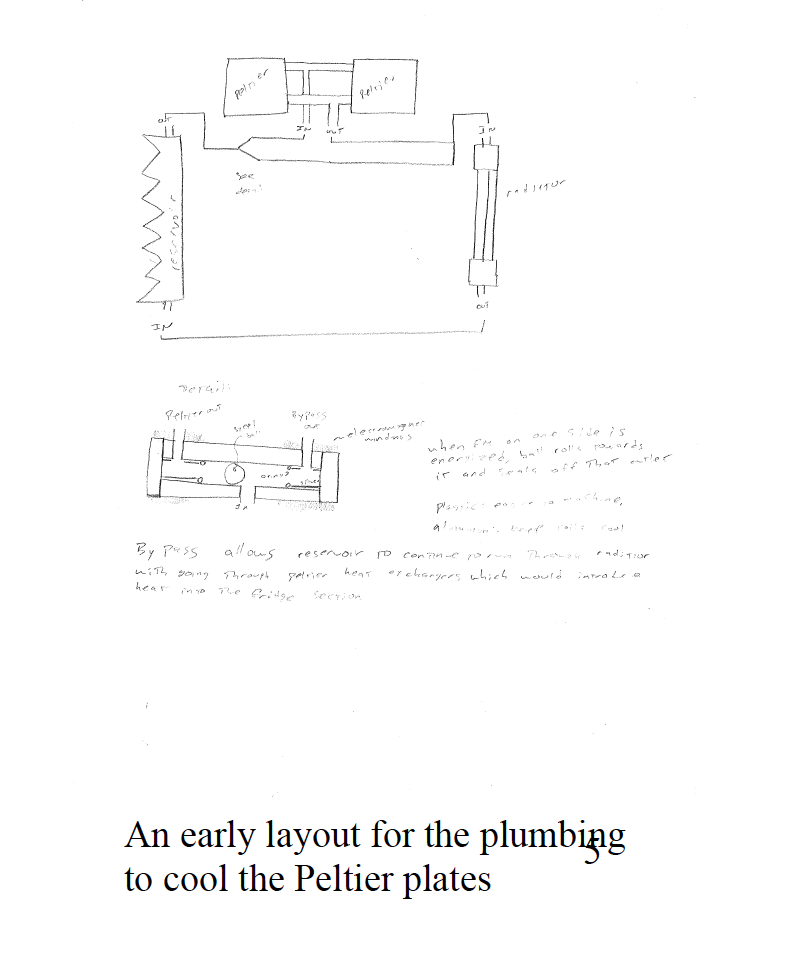 peltier
peltier
OUT
IN
OUT
IN
See
detail
reservoir
radiator
OUT
IN
Detail:
Peltier out
steel
ball
Bypass
out
electromagnet
windings
o-rings
IN
when EM on one side is
energized, ball rolls towards
it and seals off That outlet
Plastic: easier to machine,
aluminum: keep coils cool
By Pass allows reservoir to continue to run Through radiator
with going Through peltier heat exchangers which would introduce
heat into The fridge section
An early layout for the plumbing
5
to cool the Peltier plates